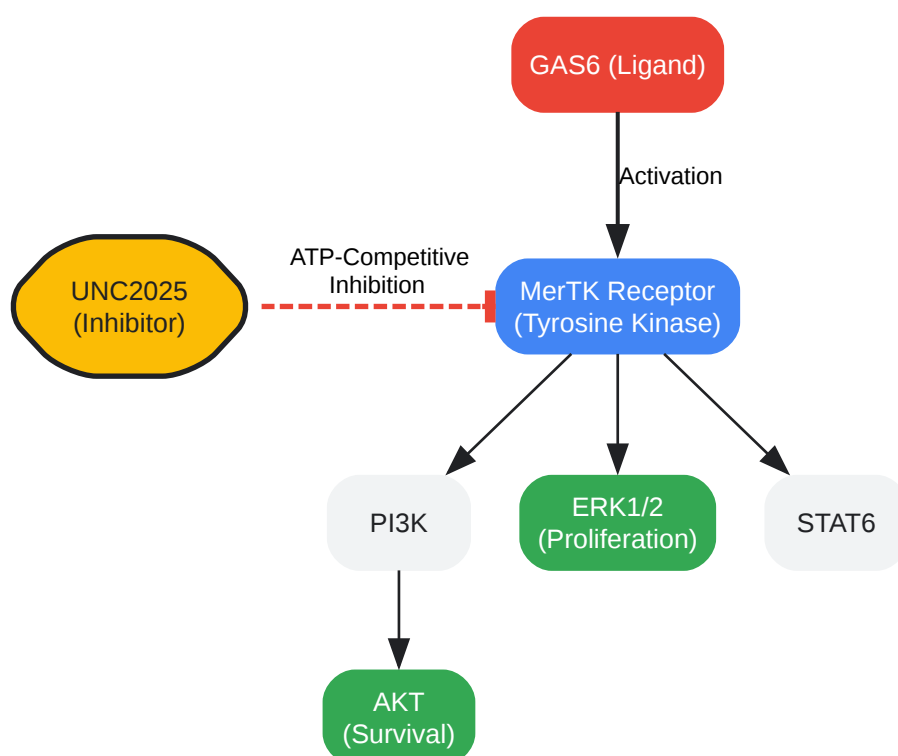 GAS6 (Ligand)
Activation
ATP-Competitive
Inhibition
UNC2025
(Inhibitor)
MerTK Receptor
(Tyrosine Kinase)
PI3K
ERK1/2
(Proliferation)
STAT6
AKT
(Survival)